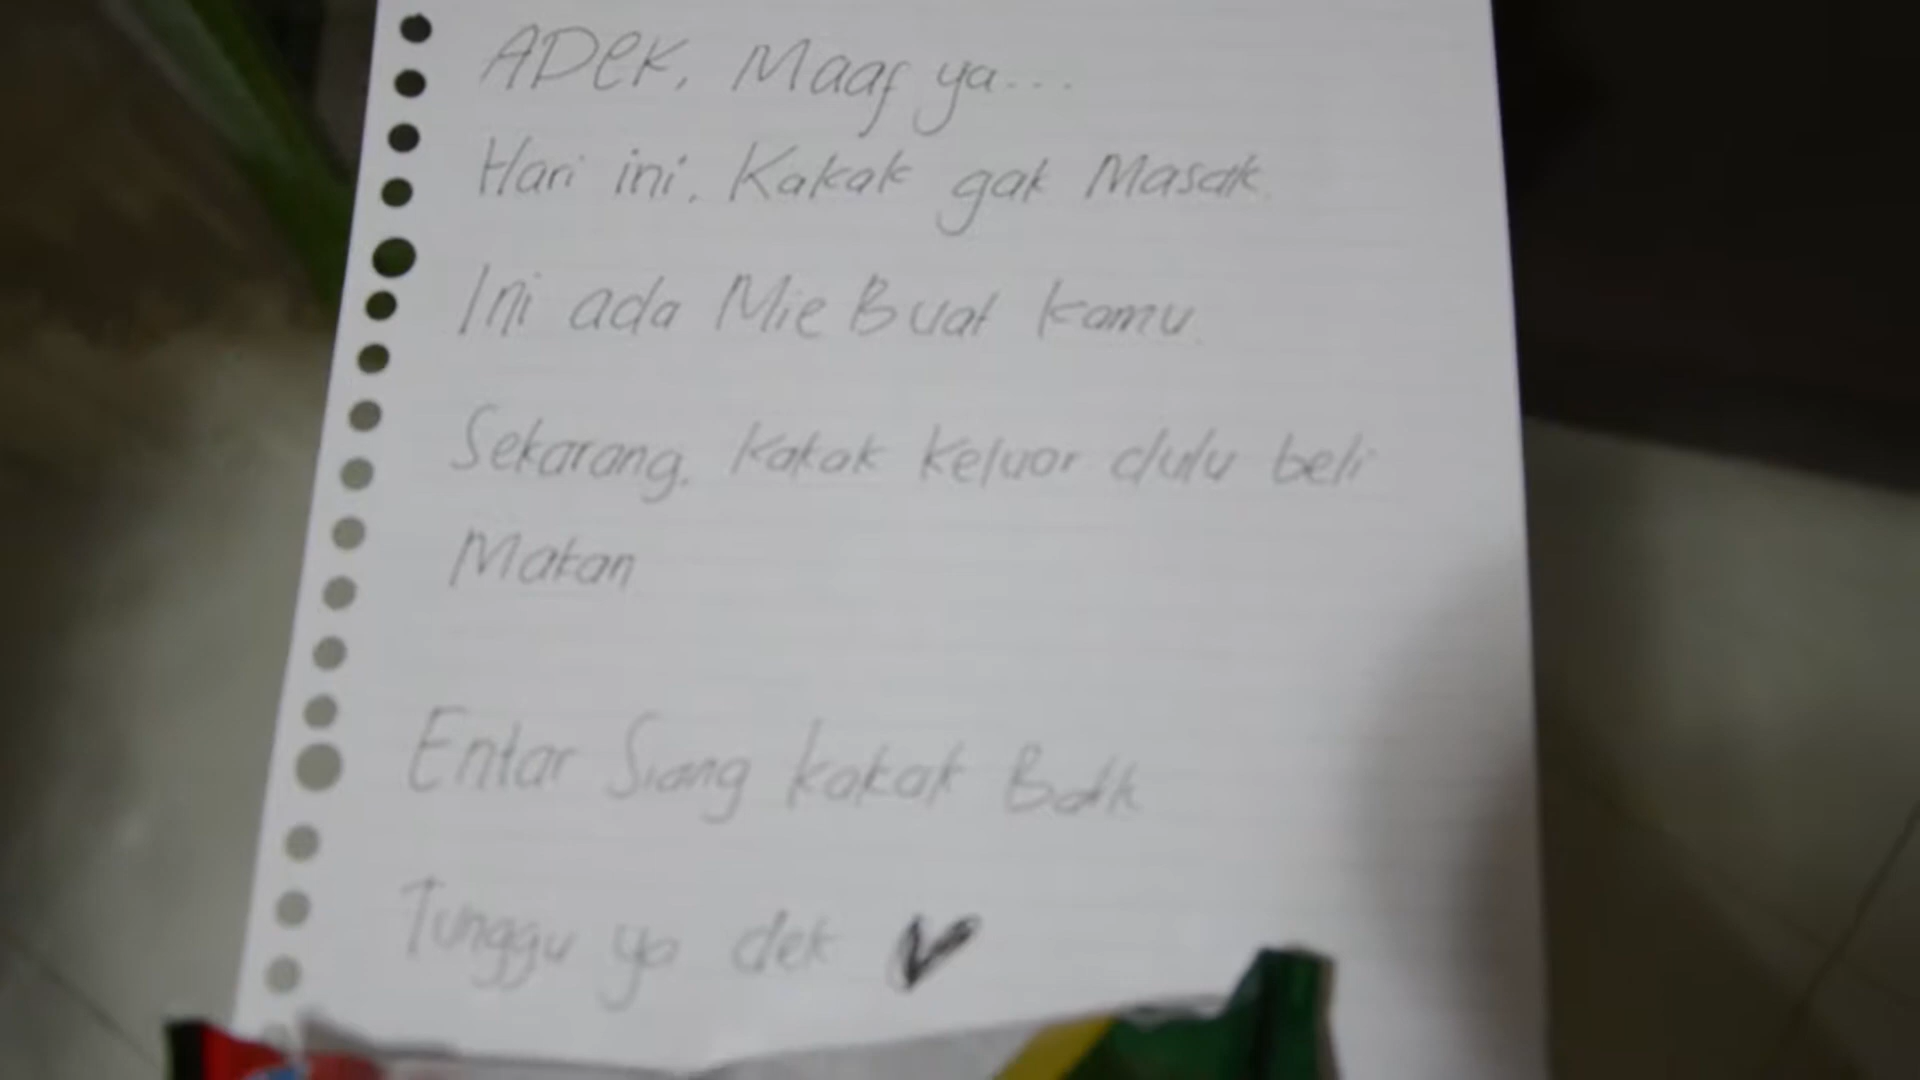 ADEK, Maaf ya...
Hari ini, Kakak gak Masak.
Ini ada Mie Buat kamu.
Sekarang, kakak keluar dulu beli
Makan
Entar Siang kakak Balik
Tunggu ya dek